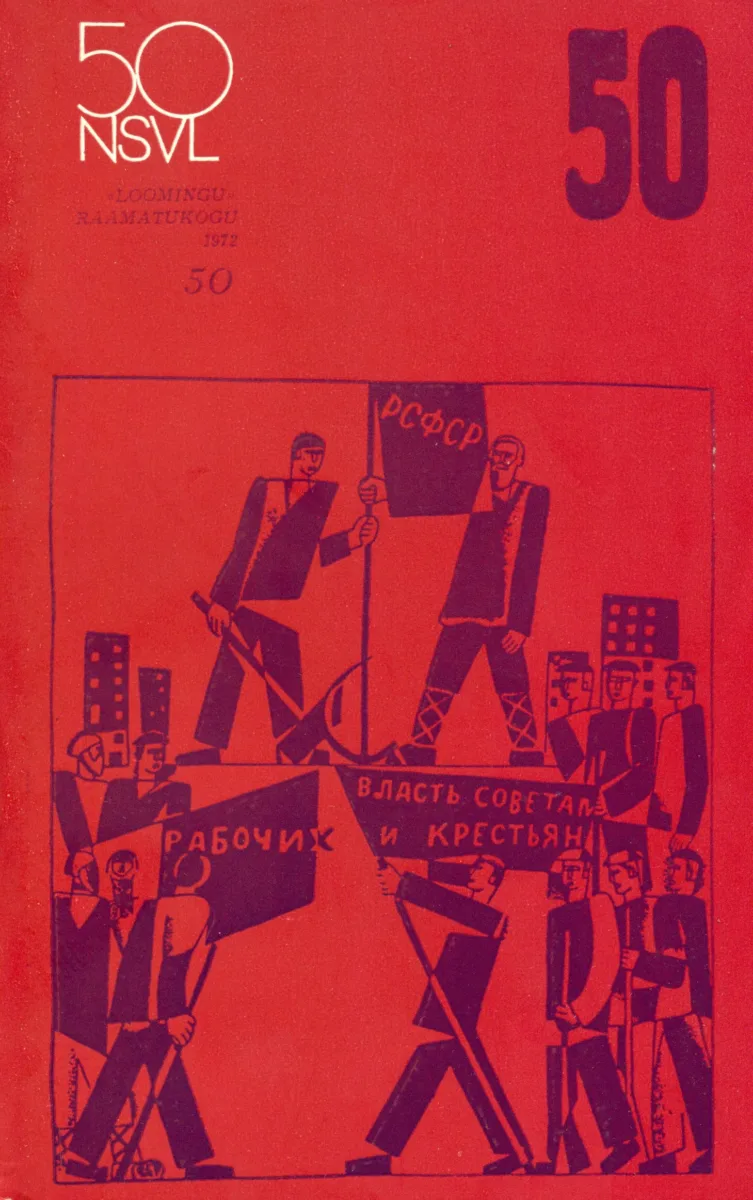 50
NSVL
«LOOMINGU»
RAAMATUKOGU
1972
50
50
РСФСР
ВЛАСТЬ СОВЕТАМ
РАБОЧИХ
И КРЕСТЬЯН